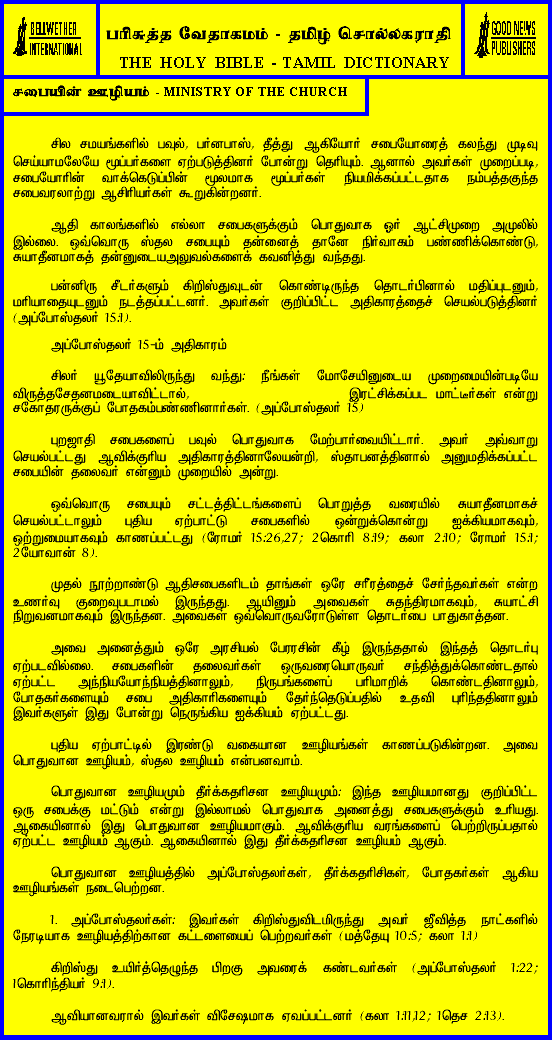 BELLWETHER
INTERNATIONAL
பரிசுத்த வேதாகமம் - தமிழ் சொல்லகராதி
THE HOLY BIBLE - TAMIL DICTIONARY
GOOD NEWS
PUBLISHERS
சபையின் ஊழியம் - MINISTRY OF THE CHURCH
சில சமயங்களில் பவுல், பர்னபாஸ், தீத்து ஆகியோர் சபையோரைத் கலந்து முடிவு
செய்யாமலேயே மூப்பர்களை ஏற்படுத்தினர் போன்று தெரியும். ஆனால் அவர்கள் முறைப்படி,
சபையோரின் வாக்கெடுப்பின் மூலமாக மூப்பர்கள் நியமிக்கப்பட்டதாக நம்பத்தகுந்த
சபைவரலாற்று ஆசிரியர்கள் கூறுகின்றனர்.
ஆதி காலங்களில் எல்லா சபைகளுக்கும் பொதுவாக ஓர் ஆட்சிமுறை அமுலில்
இல்லை. ஒவ்வொரு ஸ்தல சபையும் தன்னைத் தானே நிர்வாகம் பண்ணிக்கொண்டு,
சுயாதீனமாகத் தன்னுடையஅலுவல்களைக் கவனித்து வந்தது.
பன்னிரு சீடர்களும் கிறிஸ்துவுடன் கொண்டிருந்த தொடர்பினால் மதிப்புடனும்,
மரியாதையுடனும் நடத்தப்பட்டனர். அவர்கள் குறிப்பிட்ட அதிகாரத்தைச் செயல்படுத்தினர்
(அப்போஸ்தலர் 15:1).
அப்போஸ்தலர் 15-ம் அதிகாரம்
சிலர் யூதேயாவிலிருந்து வந்து: நீங்கள் மோசேயினுடைய முறைமையின்படியே
விருத்தசேதனமடையாவிட்டால், இரட்சிக்கப்பட மாட்டீர்கள் என்று
சகோதரருக்குப் போதகம்பண்ணினார்கள். (அப்போஸ்தலர் 15)
புறஜாதி சபைகளைப் பவுல் பொதுவாக மேற்பார்வையிட்டார். அவர் அவ்வாறு
செயல்பட்டது ஆவிக்குரிய அதிகாரத்தினாலேயன்றி, ஸ்தாபனத்தினால் அனுமதிக்கப்பட்ட
சபையின் தலைவர் என்னும் முறையில் அன்று.
ஒவ்வொரு சபையும் சட்டத்திட்டங்களைப் பொறுத்த வரையில் சுயாதீனமாகச்
செயல்பட்டாலும் புதிய ஏற்பாட்டு சபைகளில் ஒன்றுக்கொன்று ஐக்கியமாகவும்,
ஒற்றுமையாகவும் காணப்பட்டது (ரோமர் 15:26,27; 2கொரி 8:19; கலா 2:10; ரோமர் 15:1;
2யோவான் 8).
முதல் நூற்றாண்டு ஆதிசபைகளிடம் தாங்கள் ஒரே சரீரத்தைச் சேர்ந்தவர்கள் என்ற
உணர்வு குறைவுபடாமல் இருந்தது. ஆயினும் அவைகள் சுதந்திரமாகவும், சுயாட்சி
நிறுவனமாகவும் இருந்தன. அவைகள் ஒவ்வொருவரோடுள்ள தொடர்பை பாதுகாத்தன.
அவை அனைத்தும் ஒரே அரசியல் பேரரசின் கீழ் இருந்ததால் இந்தத் தொடர்பு
ஏற்படவில்லை. சபைகளின் தலைவர்கள் ஒருவரையொருவர் சந்தித்துக்கொண்டதால்
ஏற்பட்ட அந்நியயோந்நியத்தினாலும், நிருபங்களைப் பரிமாறிக் கொண்டதினாலும்,
போதகர்களையும் சபை அதிகாரிகளையும் தேர்ந்தெடுப்பதில் உதவி புரிந்ததினாலும்
இவர்களுள் இது போன்று நெருங்கிய ஐக்கியம் ஏற்பட்டது.
புதிய ஏற்பாட்டில் இரண்டு வகையான ஊழியங்கள் காணப்படுகின்றன. அவை
பொதுவான ஊழியம், ஸ்தல ஊழியம் என்பனவாம்.
பொதுவான ஊழியமும் தீர்க்கதரிசன ஊழியமும்: இந்த ஊழியமானது குறிப்பிட்ட
ஒரு சபைக்கு மட்டும் என்று இல்லாமல் பொதுவாக அனைத்து சபைகளுக்கும் உரியது.
ஆகையினால் இது பொதுவான ஊழியமாகும். ஆவிக்குரிய வரங்களைப் பெற்றிருப்பதால்
ஏற்பட்ட ஊழியம் ஆகும். ஆகையினால் இது தீர்க்கதரிசன ஊழியம் ஆகும்.
பொதுவான ஊழியத்தில் அப்போஸ்தலர்கள், தீர்க்கதரிசிகள், போதகர்கள் ஆகிய
ஊழியங்கள் நடைபெற்றன.
1. அப்போஸ்தலர்கள்: இவர்கள் கிறிஸ்துவிடமிருந்து அவர் ஜீவித்த நாட்களில்
நேரடியாக ஊழியத்திற்கான கட்டளையைப் பெற்றவர்கள் (மத்தேயு 10:5; கலா 1:1)
கிறிஸ்து உயிர்த்தெழுந்த பிறகு அவரைக் கண்டவர்கள் (அப்போஸ்தலர் 1:22;
1கொரிந்தியர் 9:1).
ஆவியானவரால் இவர்கள் விசேஷமாக ஏவப்பட்டனர் (கலா 1:11,12; 1தெச 2:13).